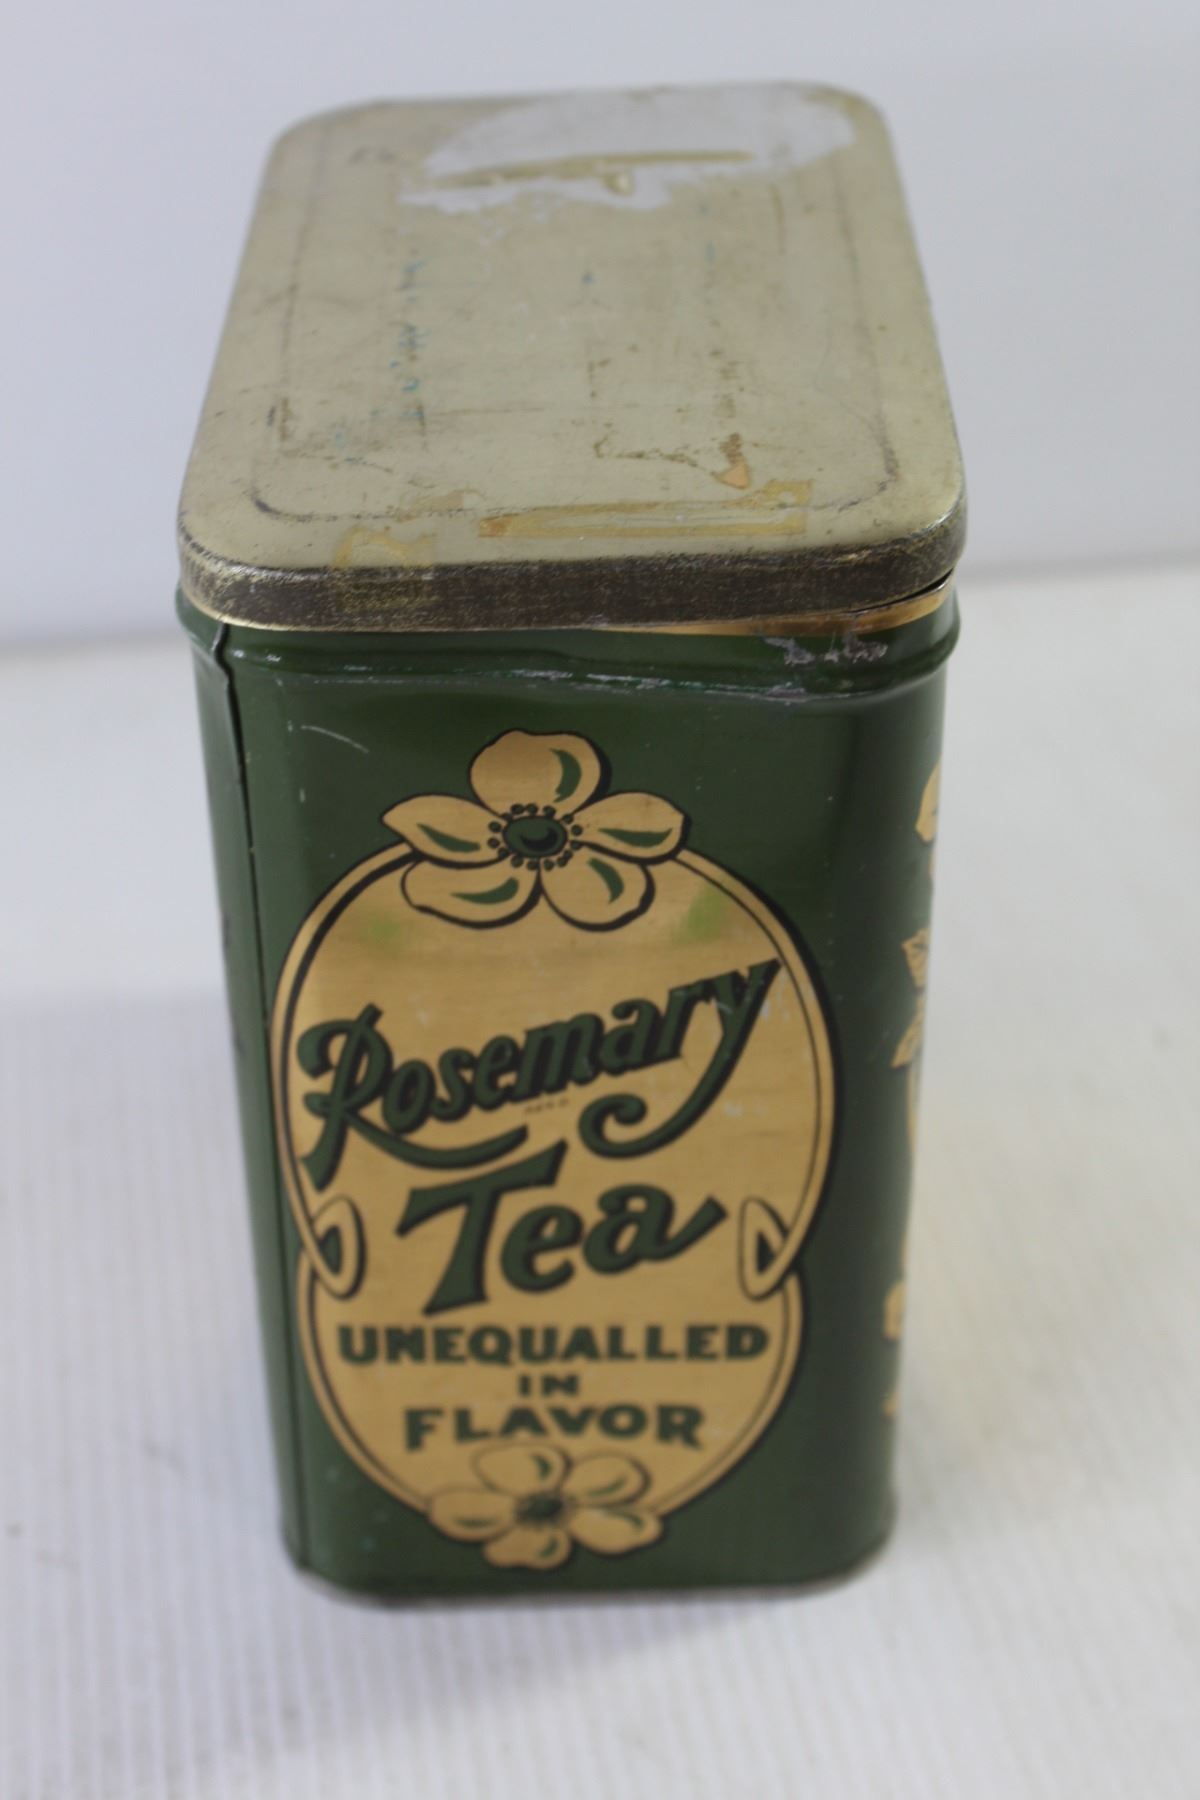 Rosemary
Tea
UNEQUALLED
IN
FLAVOR